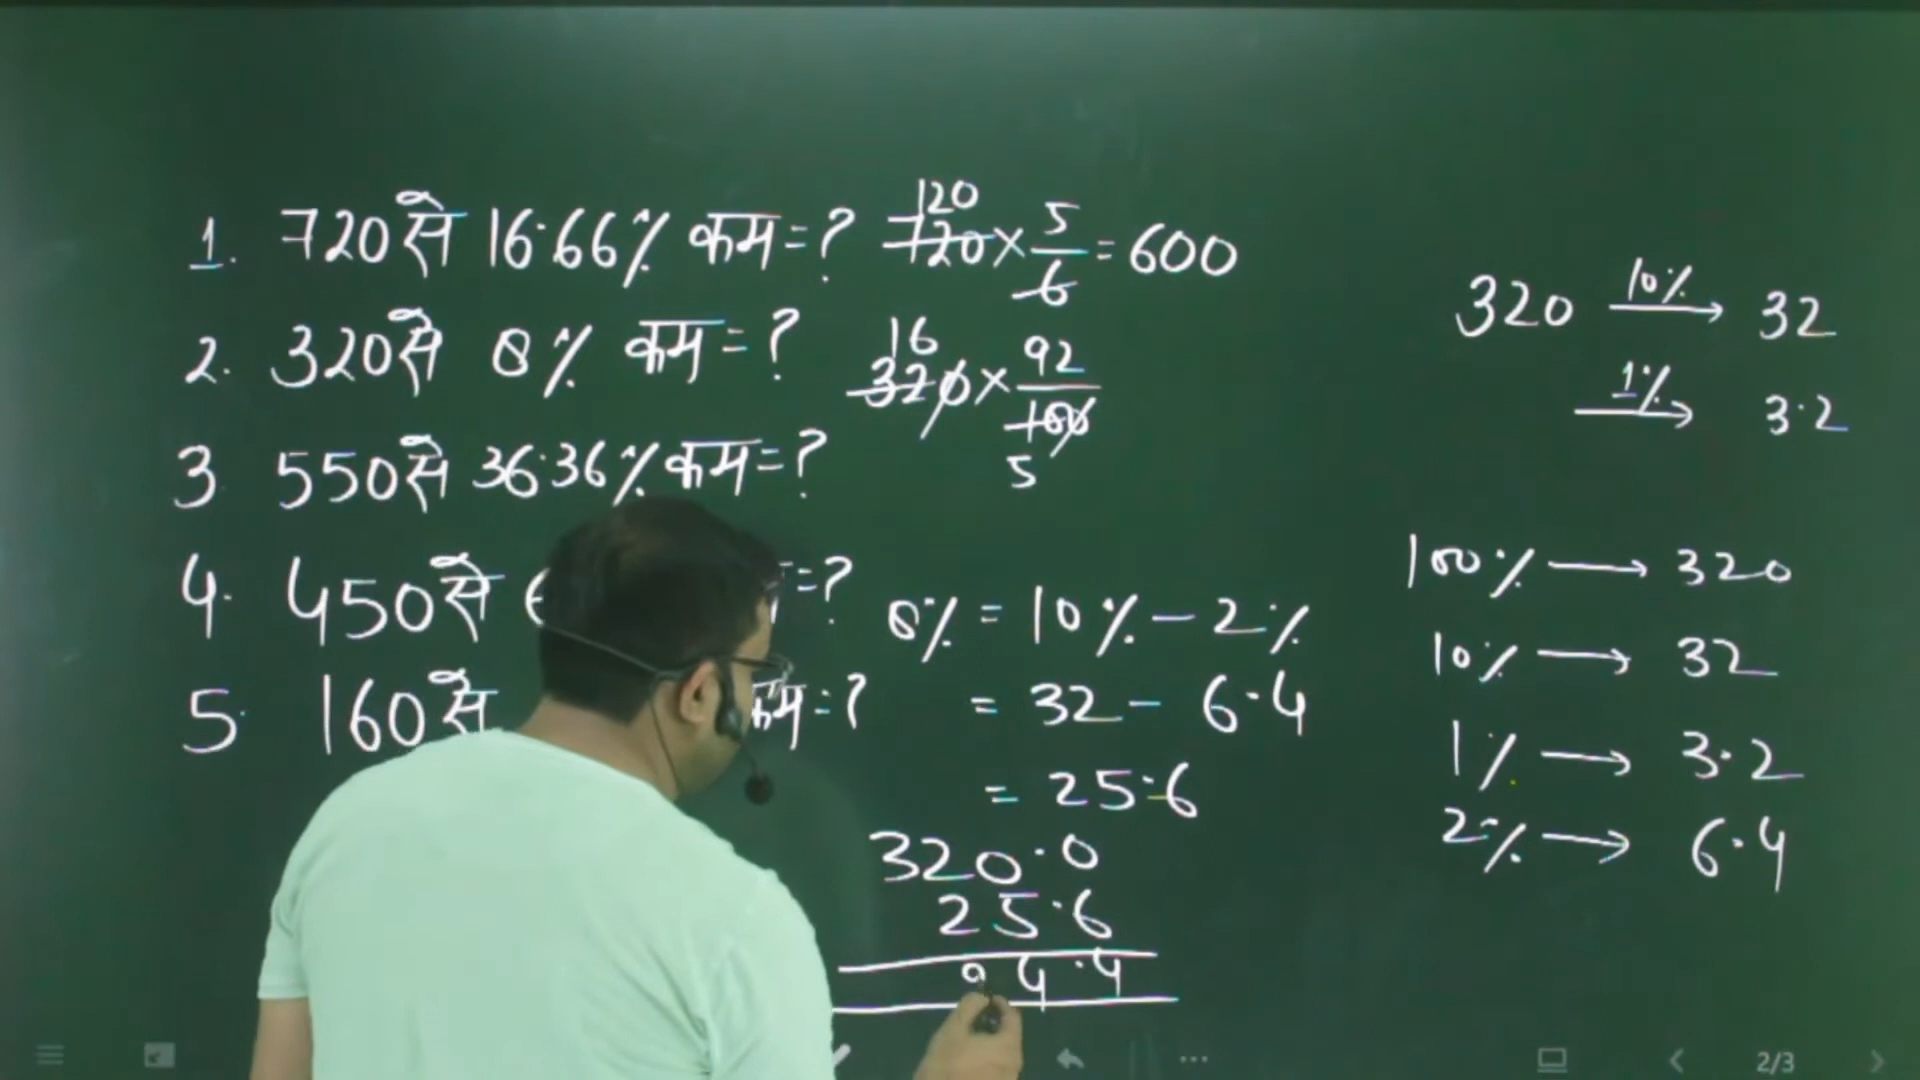 1. 720से 16.66% कम=? 720 120 × 5/6 = 600
2. 320से 8% कम=? 320 16 × 92/100 5
3 550से 36.36% कम=?
4. 450से =?
5. 160से कम=?
8% = 10% - 2%
= 32 - 6.4
= 25.6
320.0
25.6
94.4
320 10% → 32
1% → 3.2
100% → 320
10% → 32
1% → 3.2
2% → 6.4
2/3